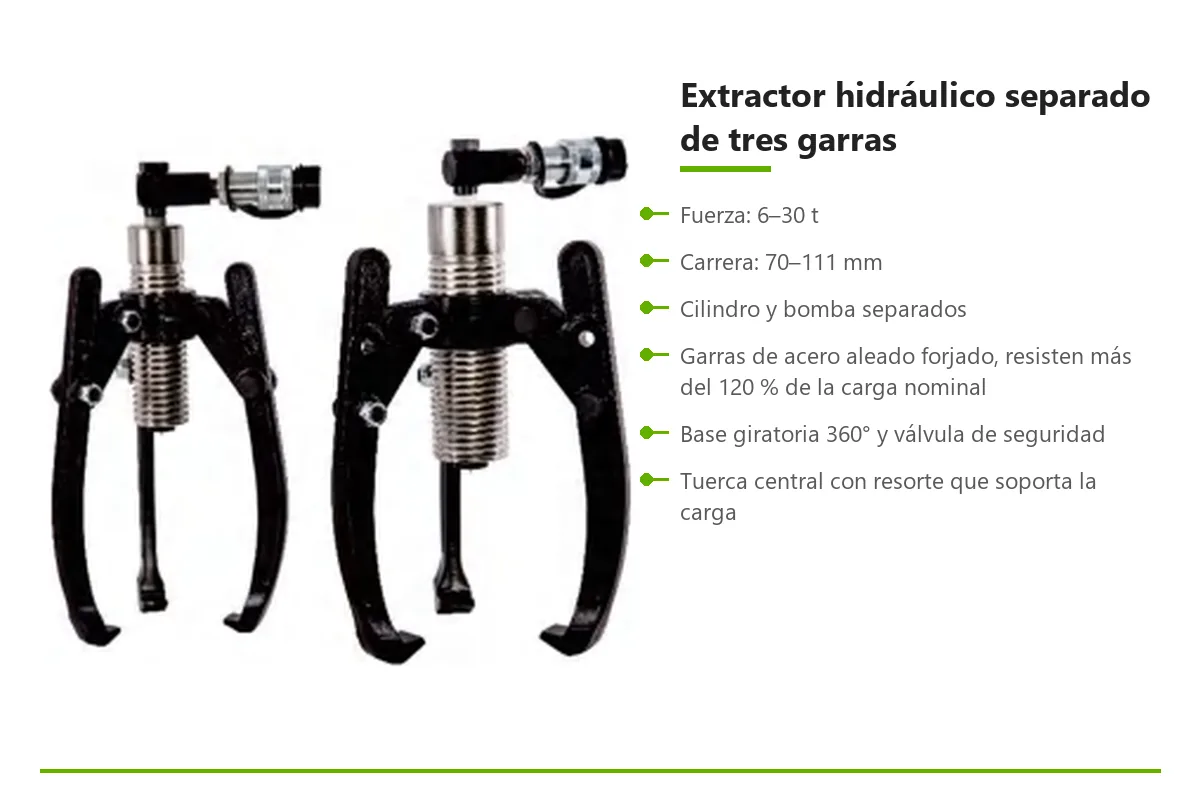 Extractor hidráulico separado
de tres garras
Fuerza: 6–30 t
Carrera: 70–111 mm
Cilindro y bomba separados
Garras de acero aleado forjado, resisten más
del 120 % de la carga nominal
Base giratoria 360° y válvula de seguridad
Tuerca central con resorte que soporta la
carga